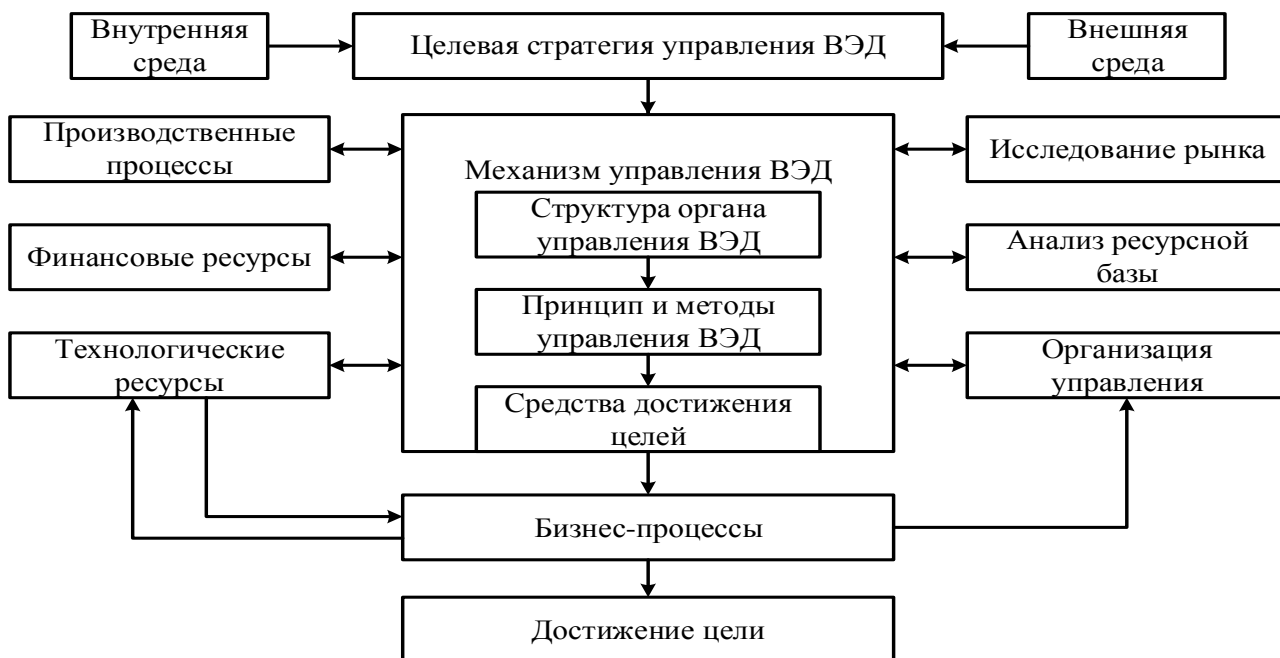 Внутренняя
среда
Целевая стратегия управления ВЭД
Внешняя
среда
Производственные
процессы
Механизм управления ВЭД
Исследование рынка
Структура органа
управления ВЭД
Финансовые ресурсы
Анализ ресурсной
базы
Принцип и методы
управления ВЭД
Технологические
ресурсы
Организация
управления
Средства достижения
целей
Бизнес-процессы
Достижение цели